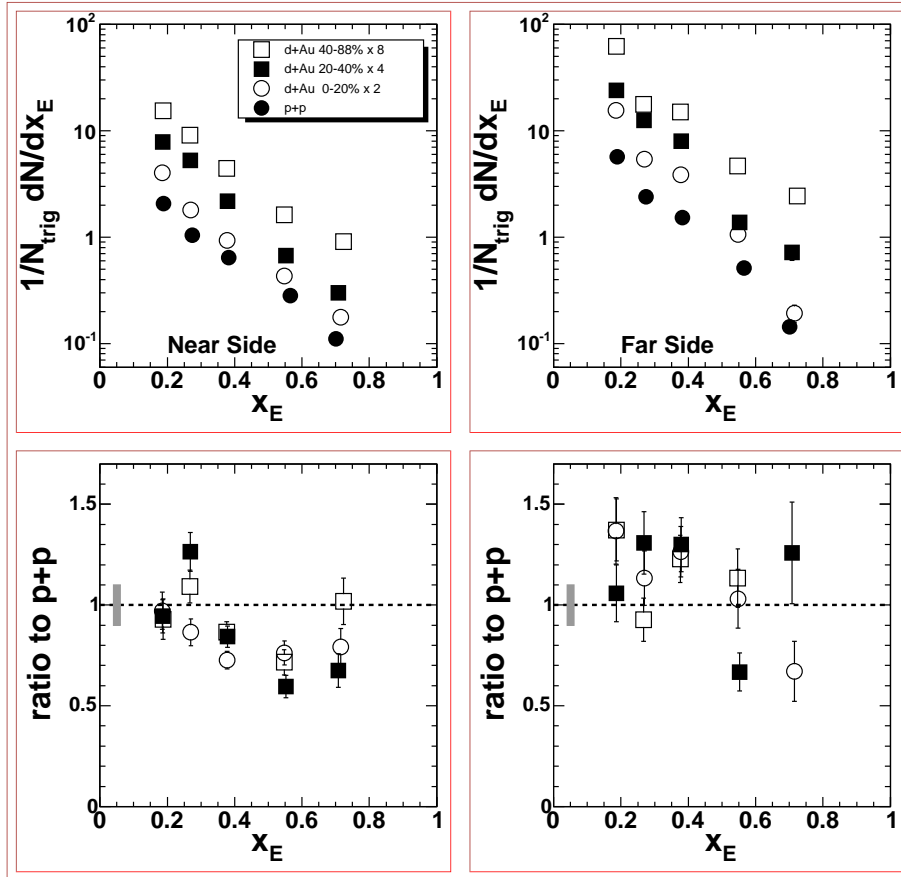 10²
10
1
10⁻¹
1/N_trig dN/dx_E
d+Au 40-88% x 8
d+Au 20-40% x 4
d+Au 0-20% x 2
p+p
Near Side
0 0.2 0.4 0.6 0.8 1
x_E
10²
10
1
10⁻¹
1/N_trig dN/dx_E
Far Side
0 0.2 0.4 0.6 0.8 1
x_E
1.5
1
0.5
0
ratio to p+p
0 0.2 0.4 0.6 0.8 1
x_E
1.5
1
0.5
0
ratio to p+p
0 0.2 0.4 0.6 0.8 1
x_E